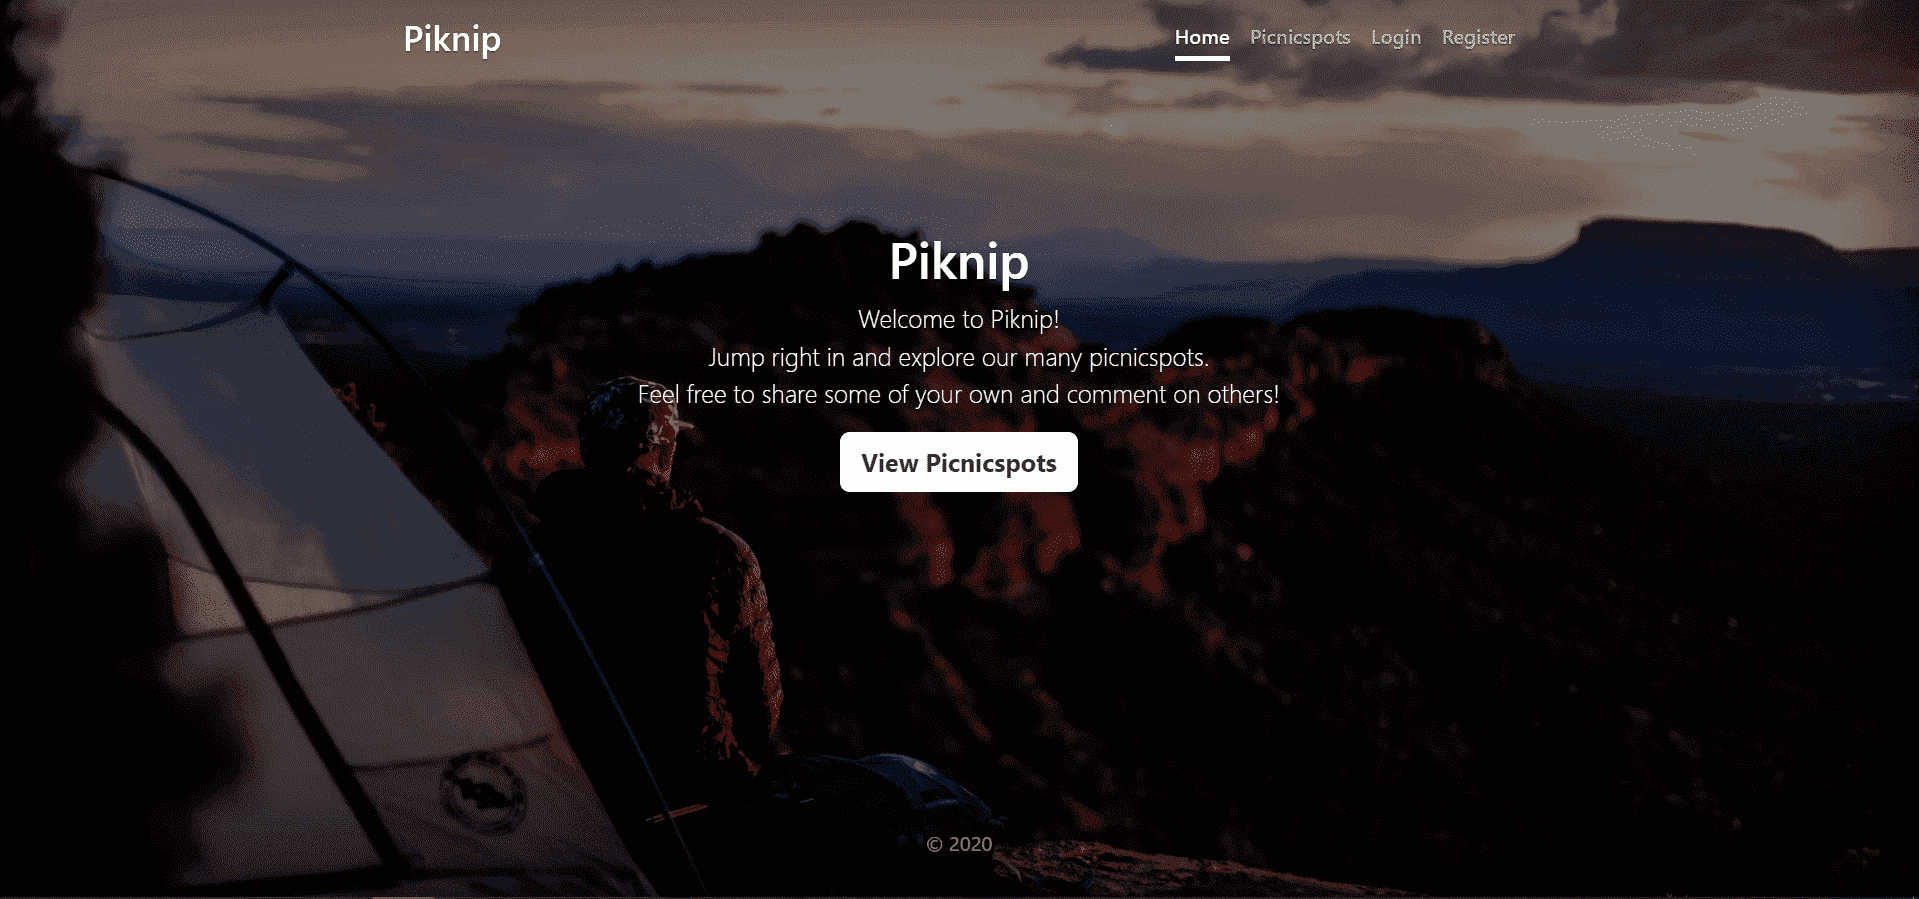 Piknip
Home Picnicspots Login Register
Piknip
Welcome to Piknip!
Jump right in and explore our many picnicspots.
Feel free to share some of your own and comment on others!
View Picnicspots
© 2020